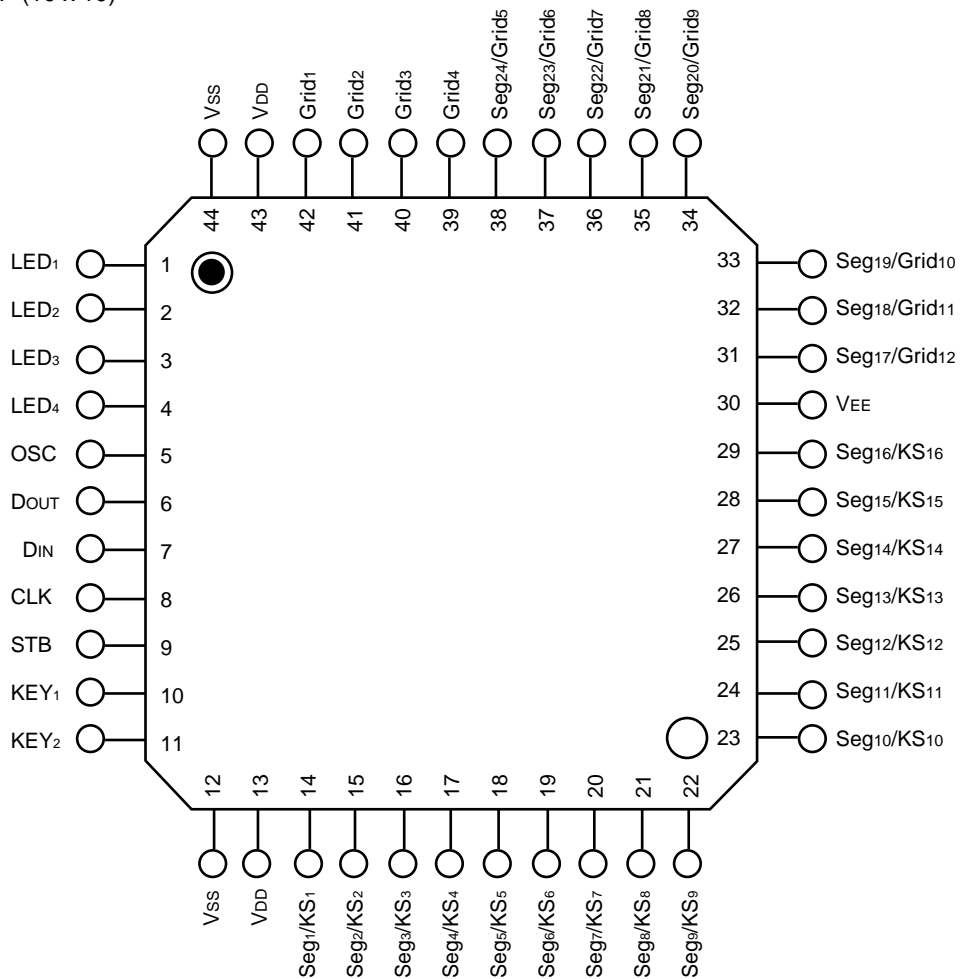 Vss
VDD
Grid1
Grid2
Grid3
Grid4
Seg24/Grid5
Seg23/Grid6
Seg22/Grid7
Seg21/Grid8
Seg20/Grid9
44 43 42 41 40 39 38 37 36 35 34
LED1 1
LED2 2
LED3 3
LED4 4
OSC 5
DOUT 6
DIN 7
CLK 8
STB 9
KEY1 10
KEY2 11
33 Seg19/Grid10
32 Seg18/Grid11
31 Seg17/Grid12
30 VEE
29 Seg16/KS16
28 Seg15/KS15
27 Seg14/KS14
26 Seg13/KS13
25 Seg12/KS12
24 Seg11/KS11
23 Seg10/KS10
12 13 14 15 16 17 18 19 20 21 22
Vss
VDD
Seg1/KS1
Seg2/KS2
Seg3/KS3
Seg4/KS4
Seg5/KS5
Seg6/KS6
Seg7/KS7
Seg8/KS8
Seg9/KS9